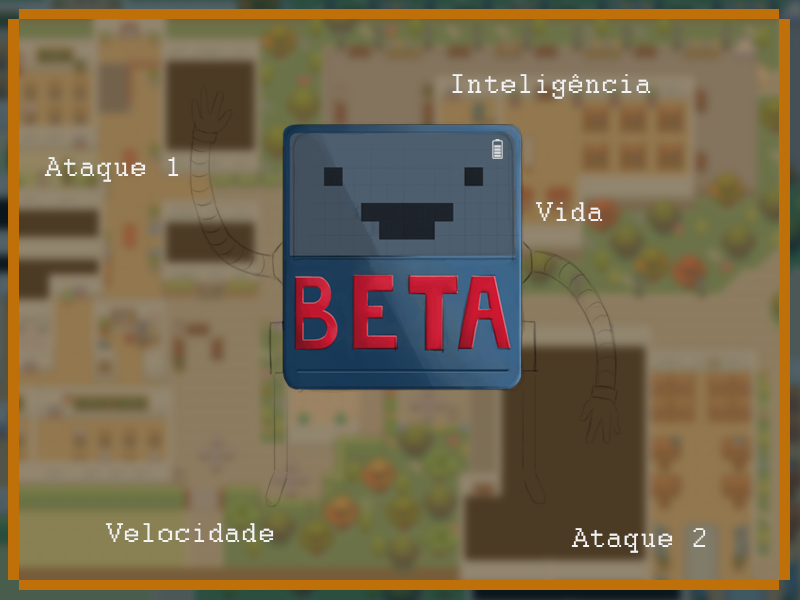 Inteligência
Ataque 1
Vida
BETA
Velocidade
Ataque 2